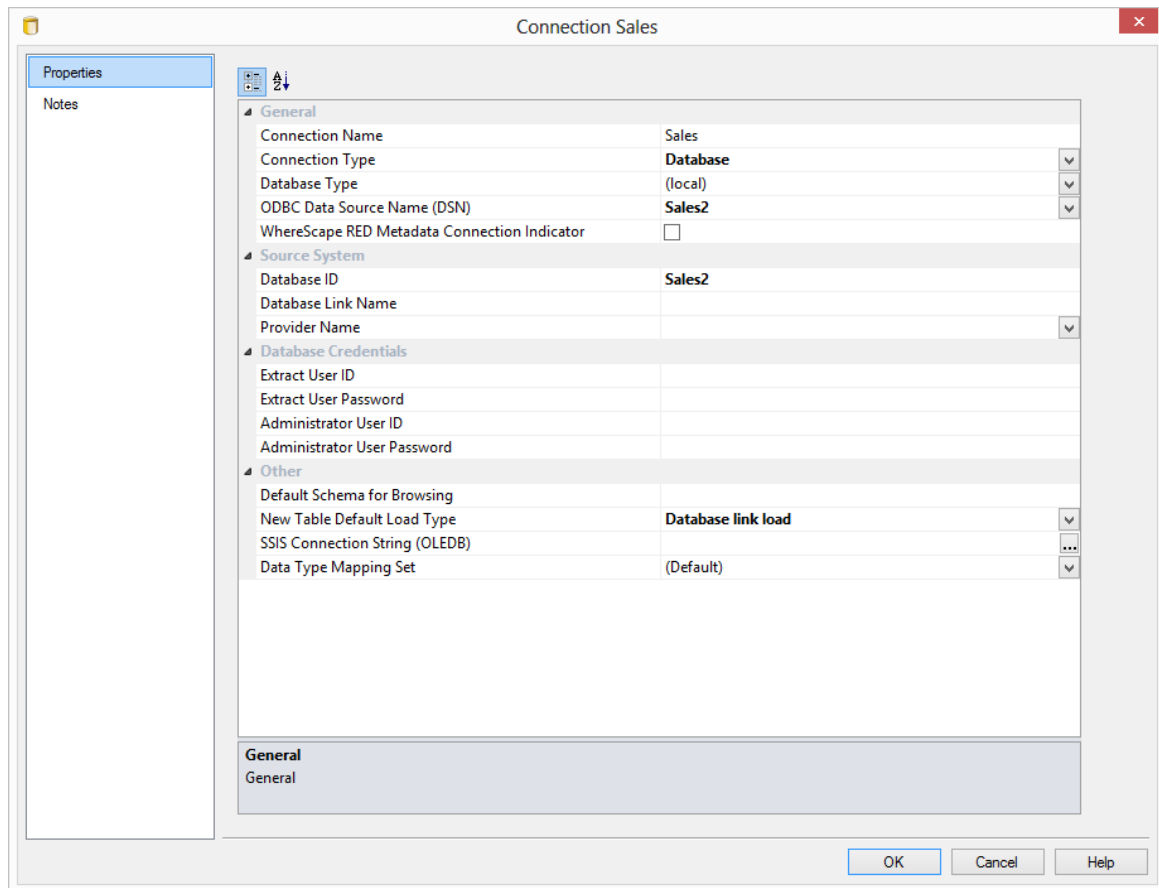 Connection Sales
Properties
Notes
General
Connection Name Sales
Connection Type Database
Database Type (local)
ODBC Data Source Name (DSN) Sales2
WhereScape RED Metadata Connection Indicator
Source System
Database ID Sales2
Database Link Name
Provider Name
Database Credentials
Extract User ID
Extract User Password
Administrator User ID
Administrator User Password
Other
Default Schema for Browsing
New Table Default Load Type Database link load
SSIS Connection String (OLEDB) ...
Data Type Mapping Set (Default)
General
General
OK Cancel Help